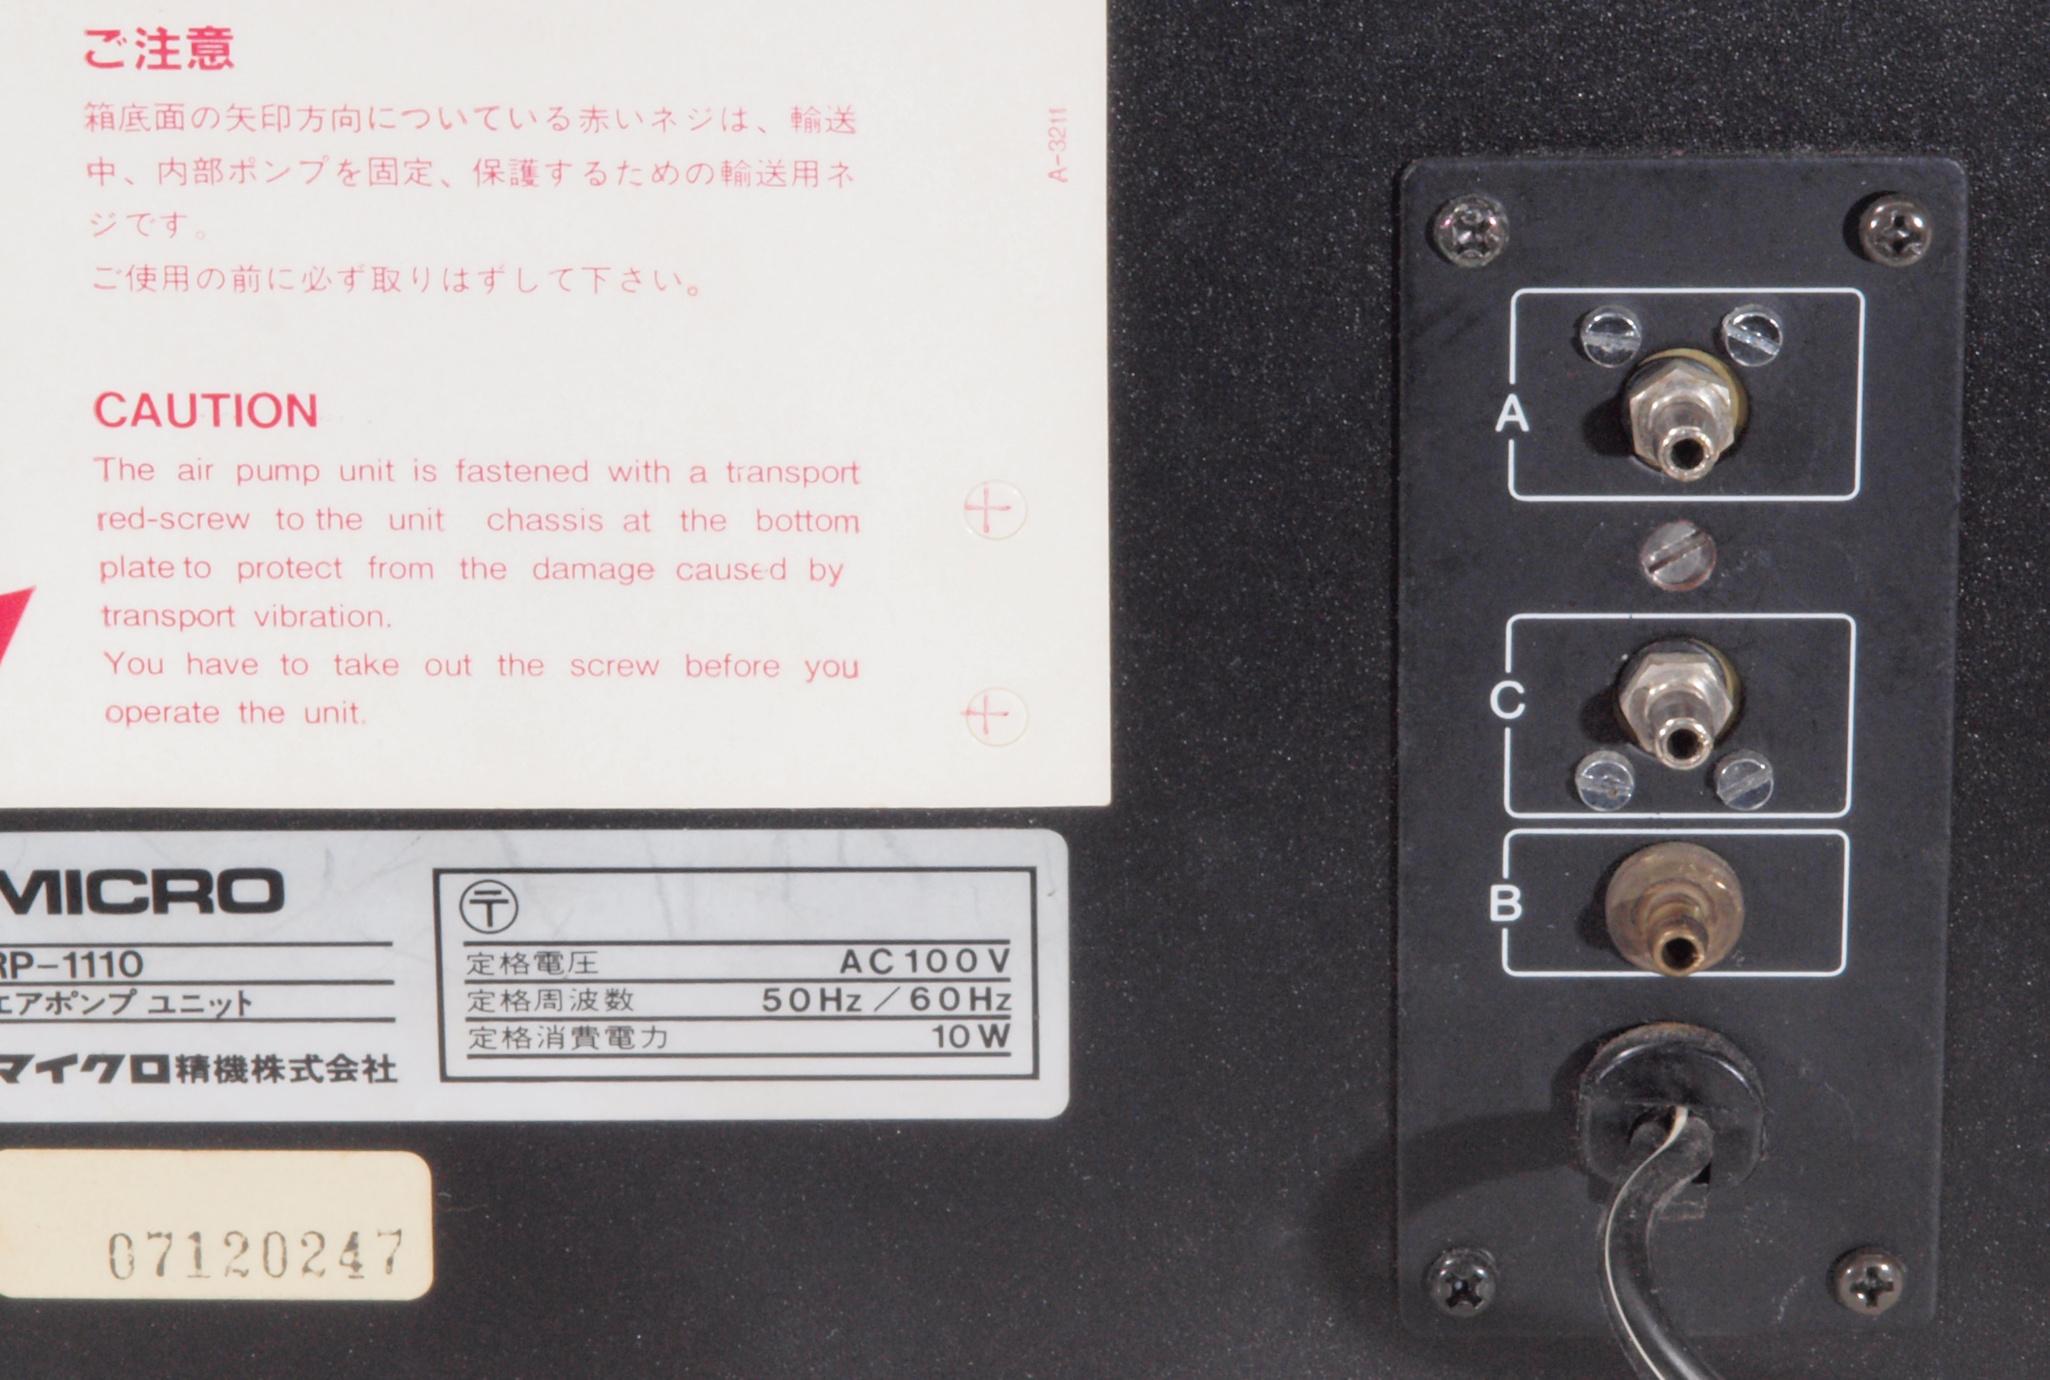 ご注意
箱底面の矢印方向についている赤いネジは、輸送
中、内部ポンプを固定、保護するための輸送用ネ
ジです。
ご使用の前に必ず取りはずして下さい。
A-3211
CAUTION
The air pump unit is fastened with a transport
red-screw to the unit chassis at the bottom
plate to protect from the damage caused by
transport vibration.
You have to take out the screw before you
operate the unit.
MICRO
RP-1110
エアポンプ ユニット
マイクロ精機株式会社
〒
定格電圧 AC100V
定格周波数 50Hz／60Hz
定格消費電力 10W
07120247
A
C
B